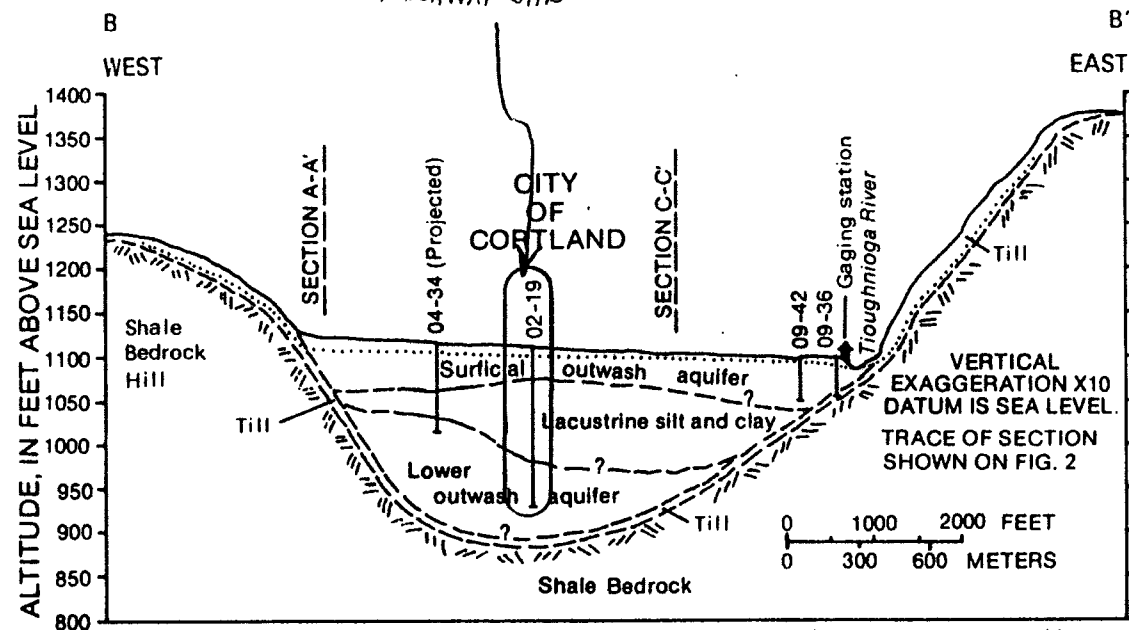 B
B'
WEST
EAST
ALTITUDE, IN FEET ABOVE SEA LEVEL
1400
1350
1300
1250
1200
1150
1100
1050
1000
950
900
850
800
SECTION A-A'
04-34 (Projected)
CITY
OF
CORTLAND
02-19
SECTION C-C'
09-42
09-36
Gaging station
Tioughnioga River
Till
Shale
Bedrock
Hill
Surficial outwash aquifer
?
Lacustrine silt and clay
Till
?
Lower
outwash aquifer
?
Till
Shale Bedrock
VERTICAL
EXAGGERATION X10
DATUM IS SEA LEVEL.
TRACE OF SECTION
SHOWN ON FIG. 2
0 1000 2000 FEET
0 300 600 METERS